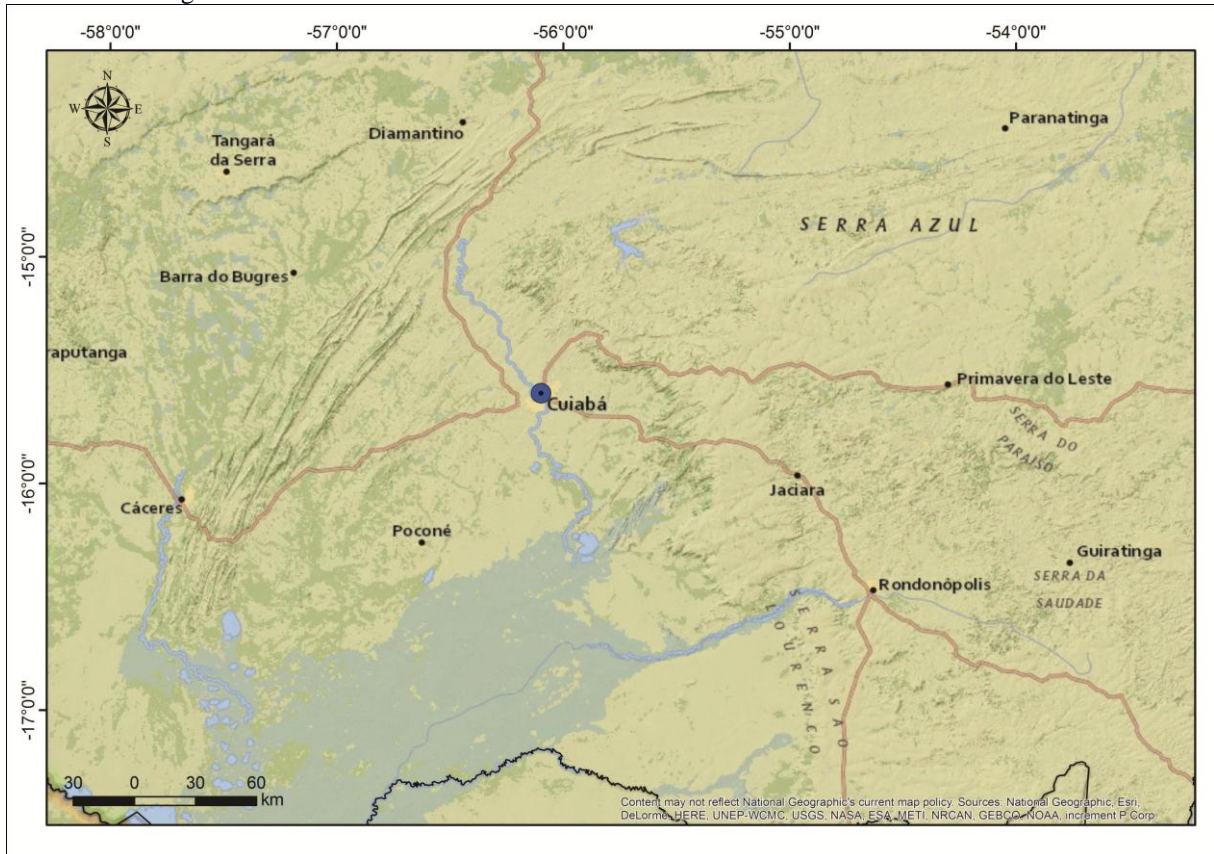 -58°0'0"
-57°0'0"
-56°0'0"
-55°0'0"
-54°0'0"
N
W
E
S
Diamantino
Paranatinga
Tangará
da Serra
SERRA AZUL
-15°0'0"
Barra do Bugres
raputanga
Primavera do Leste
Cuiabá
SERRA DO
PARAISO
-16°0'0"
Jaciara
Cáceres
Poconé
Guiratinga
SERRA DA
SAUDADE
Rondonópolis
SERRA SÃO
LOURENCO
-17°0'0"
30 0 30 60
km
Content may not reflect National Geographic's current map policy. Sources: National Geographic, Esri,
DeLorme, HERE, UNEP-WCMC, USGS, NASA, ESA, METI, NRCAN, GEBCO, NOAA, increment P Corp.